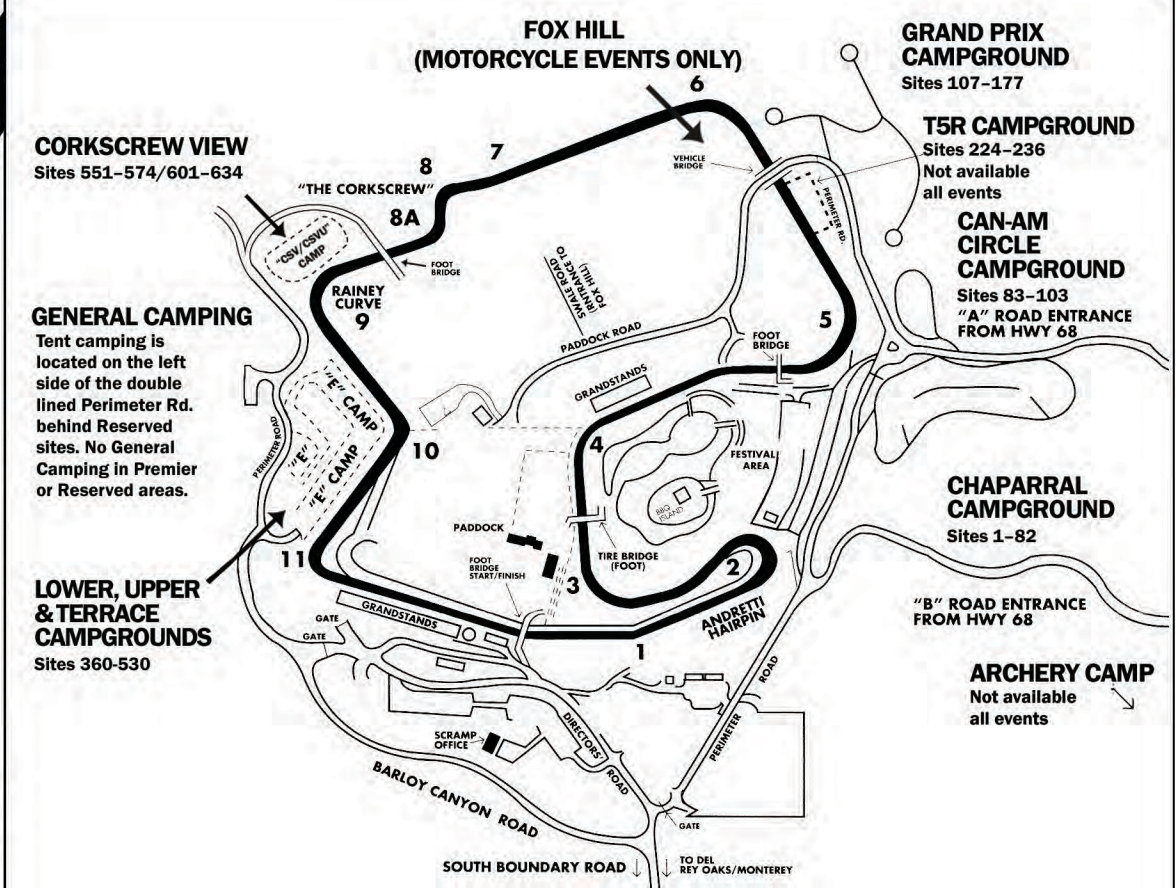 FOX HILL
(MOTORCYCLE EVENTS ONLY)
GRAND PRIX
CAMPGROUND
Sites 107–177
T5R CAMPGROUND
Sites 224–236
Not available
all events
CAN-AM
CIRCLE
CAMPGROUND
Sites 83–103
"A" ROAD ENTRANCE
FROM HWY 68
CORKSCREW VIEW
Sites 551–574/601–634
6
7
8
"THE CORKSCREW"
8A
VEHICLE
BRIDGE
PERIMETER RD.
"CSV/CSVU"
CAMP
FOOT
BRIDGE
RAINEY
CURVE
9
SWALE ROAD
(RNTRANCE TO
FOX HILL)
PADDOCK ROAD
5
FOOT
BRIDGE
GRANDSTANDS
GENERAL CAMPING
Tent camping is
located on the left
side of the double
lined Perimeter Rd.
behind Reserved
sites. No General
Camping in Premier
or Reserved areas.
"E" CAMP
"E"
"E" CAMP
PERIMETER ROAD
10
4
FESTIVAL
AREA
BBQ
ISLAND
PADDOCK
TIRE BRIDGE
(FOOT)
CHAPARRAL
CAMPGROUND
Sites 1–82
11
FOOT
BRIDGE
START/FINISH
3
2
ANDRETTI
HAIRPIN
LOWER, UPPER
& TERRACE
CAMPGROUNDS
Sites 360-530
GRANDSTANDS
GATE
GATE
1
"B" ROAD ENTRANCE
FROM HWY 68
ARCHERY CAMP
Not available
all events
PERIMETER ROAD
DIRECTORS' ROAD
SCRAMP
OFFICE
BARLOY CANYON ROAD
GATE
SOUTH BOUNDARY ROAD
TO DEL
REY OAKS/MONTEREY